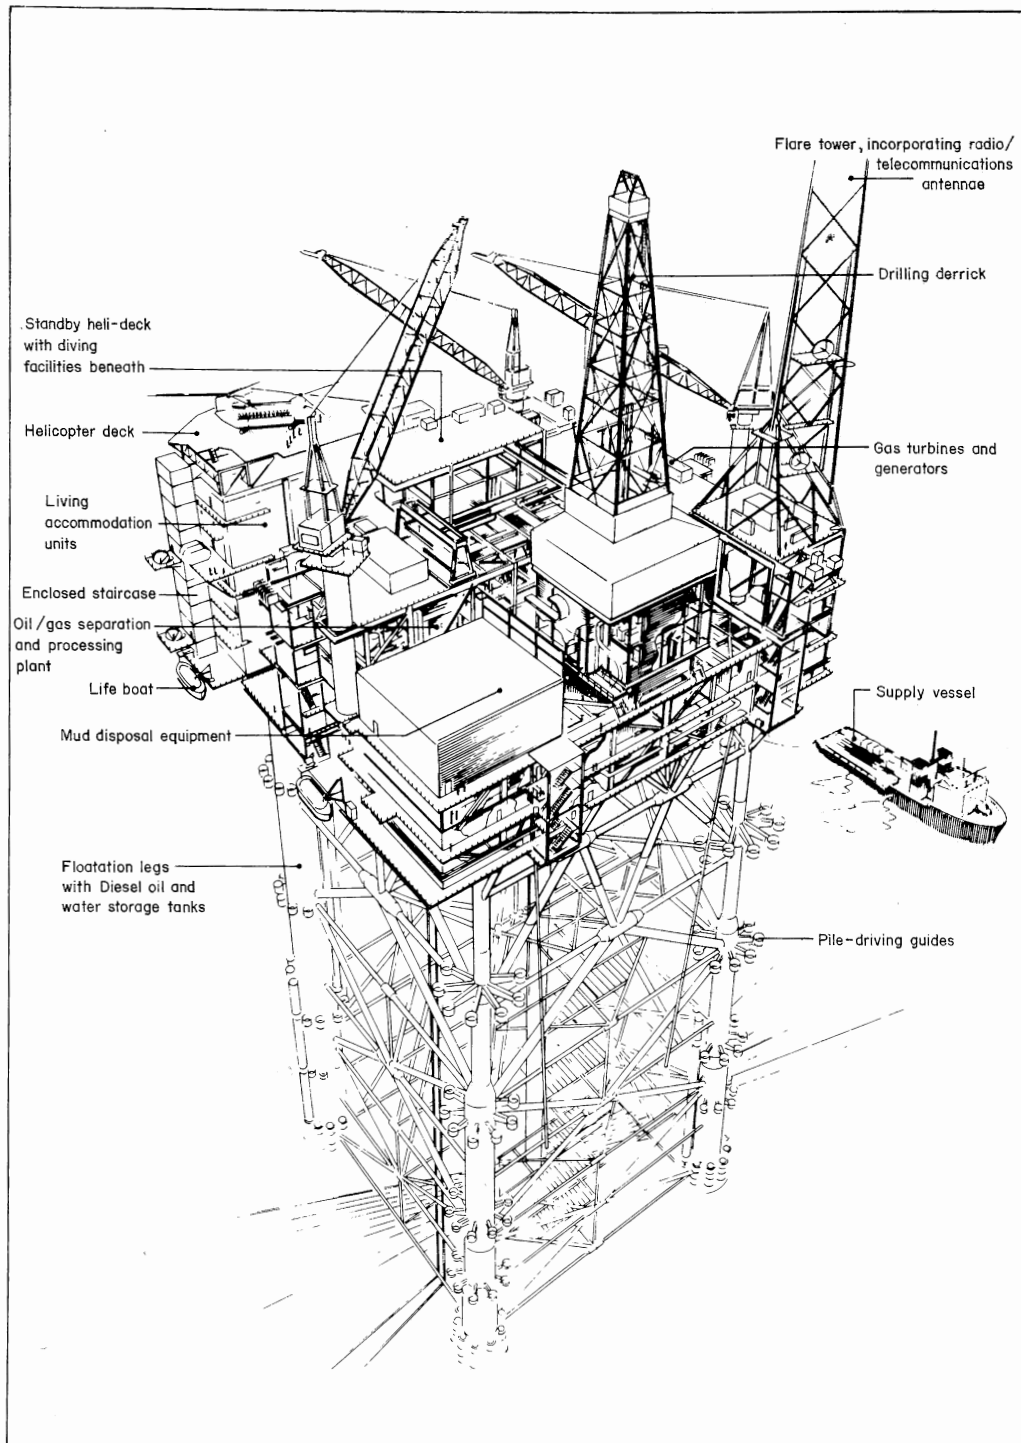 Flare tower, incorporating radio/
telecommunications
antennae
Drilling derrick
Standby heli-deck
with diving
facilities beneath
Helicopter deck
Gas turbines and
generators
Living
accommodation
units
Enclosed staircase
Oil/gas separation
and processing
plant
Life boat
Supply vessel
Mud disposal equipment
Floatation legs
with Diesel oil and
water storage tanks
Pile-driving guides